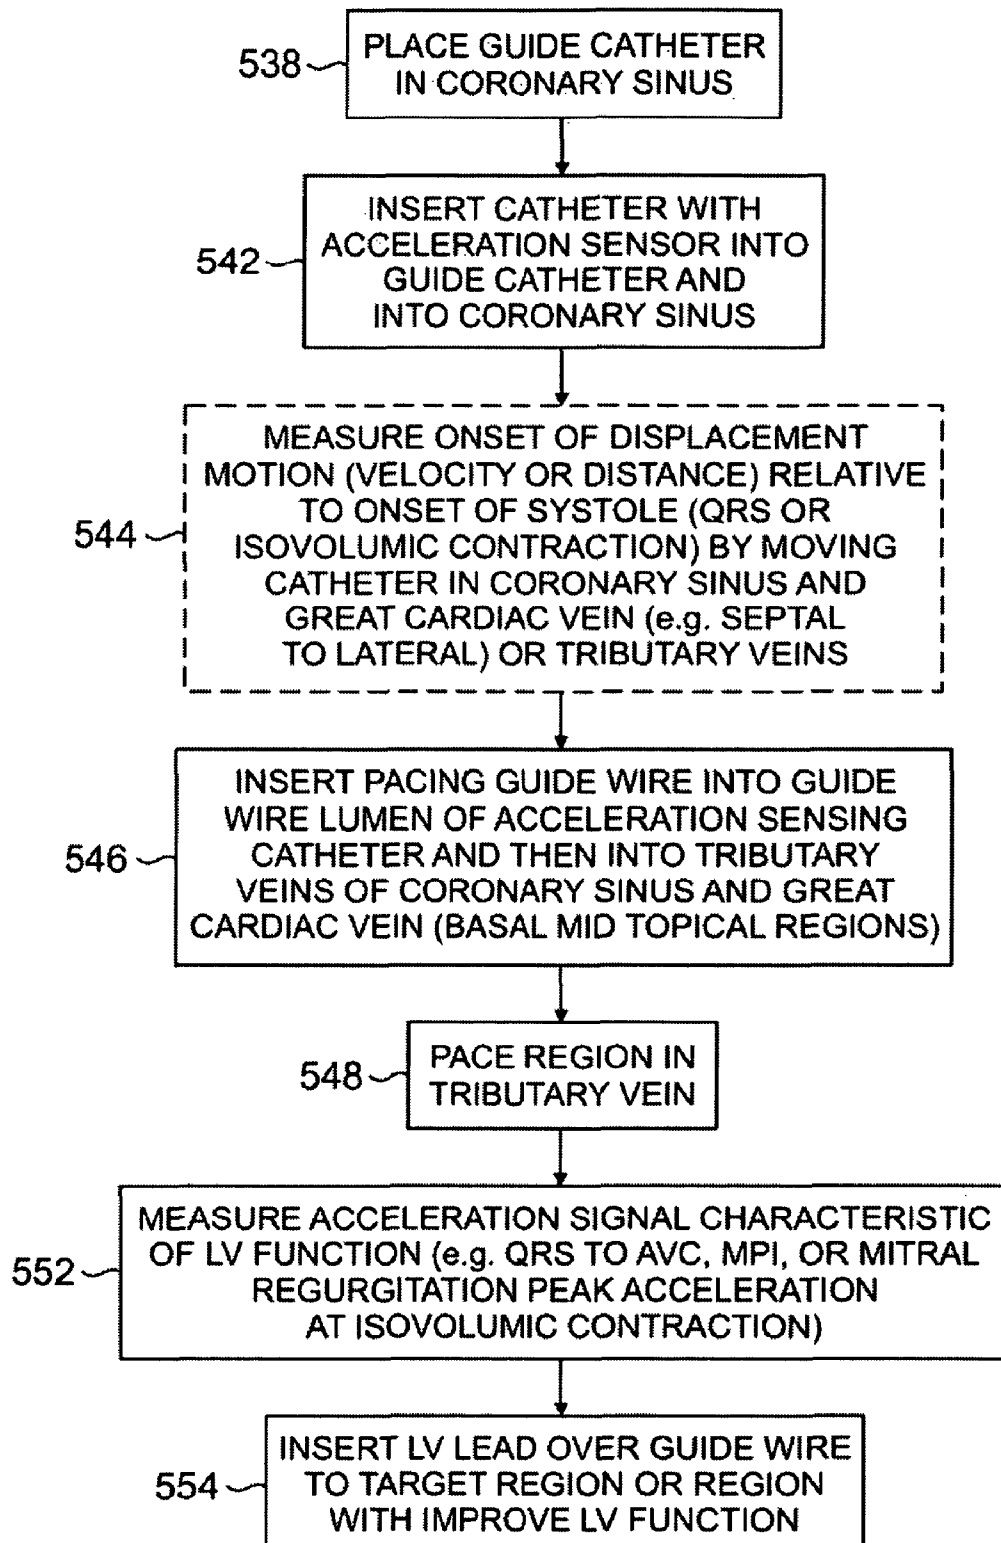 538
PLACE GUIDE CATHETER
IN CORONARY SINUS
542
INSERT CATHETER WITH
ACCELERATION SENSOR INTO
GUIDE CATHETER AND
INTO CORONARY SINUS
544
MEASURE ONSET OF DISPLACEMENT
MOTION (VELOCITY OR DISTANCE) RELATIVE
TO ONSET OF SYSTOLE (QRS OR
ISOVOLUMIC CONTRACTION) BY MOVING
CATHETER IN CORONARY SINUS AND
GREAT CARDIAC VEIN (e.g. SEPTAL
TO LATERAL) OR TRIBUTARY VEINS
546
INSERT PACING GUIDE WIRE INTO GUIDE
WIRE LUMEN OF ACCELERATION SENSING
CATHETER AND THEN INTO TRIBUTARY
VEINS OF CORONARY SINUS AND GREAT
CARDIAC VEIN (BASAL MID TOPICAL REGIONS)
548
PACE REGION IN
TRIBUTARY VEIN
552
MEASURE ACCELERATION SIGNAL CHARACTERISTIC
OF LV FUNCTION (e.g. QRS TO AVC, MPI, OR MITRAL
REGURGITATION PEAK ACCELERATION
AT ISOVOLUMIC CONTRACTION)
554
INSERT LV LEAD OVER GUIDE WIRE
TO TARGET REGION OR REGION
WITH IMPROVE LV FUNCTION